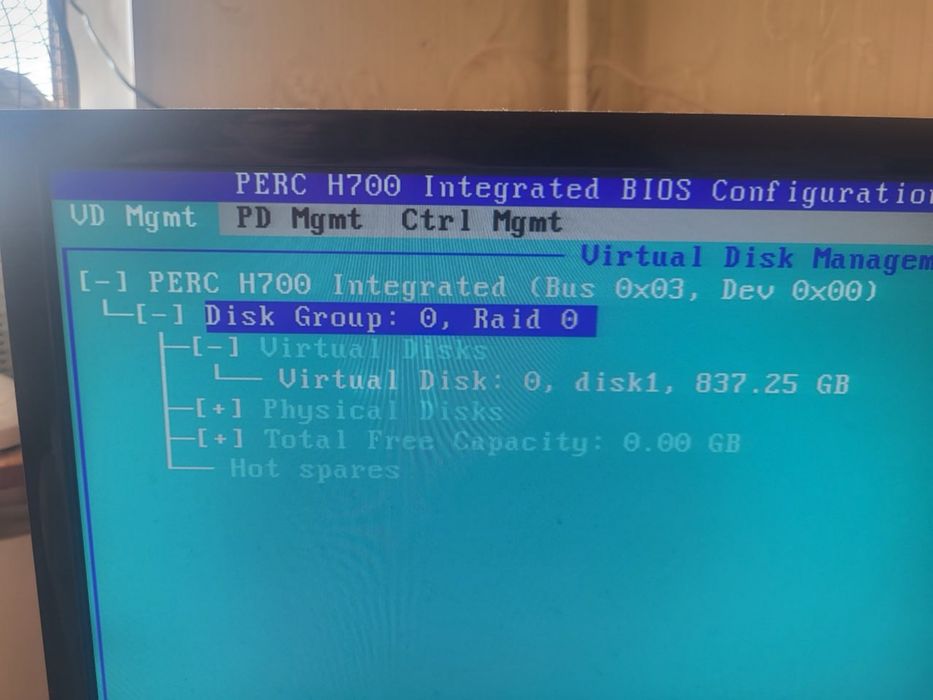 PERC H700 Integrated BIOS Configuration
VD Mgmt PD Mgmt Ctrl Mgmt
Virtual Disk Managem
[-] PERC H700 Integrated (Bus 0x03, Dev 0x00)
[-] Disk Group: 0, Raid 0
[-] Virtual Disks
Virtual Disk: 0, disk1, 837.25 GB
[+] Physical Disks
[+] Total Free Capacity: 0.00 GB
Hot spares